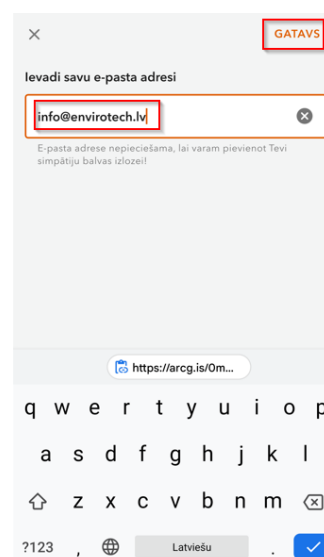 GATAVS
Ievadi savu e-pasta adresi
info@envirotech.lv
E-pasta adrese nepieciešama, lai varam pievienot Tevi
simpātiju balvas izlozei!
https://arcg.is/0m...
q w e r t y u i o p
a s d f g h j k l
z x c v b n m
?123 , Latviešu .